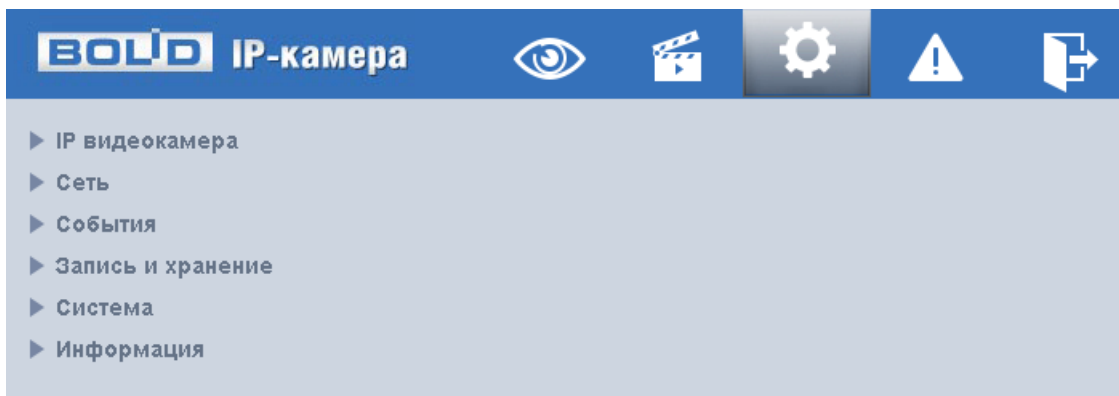 BOLID IP-камера
IP видеокамера
Сеть
События
Запись и хранение
Система
Информация